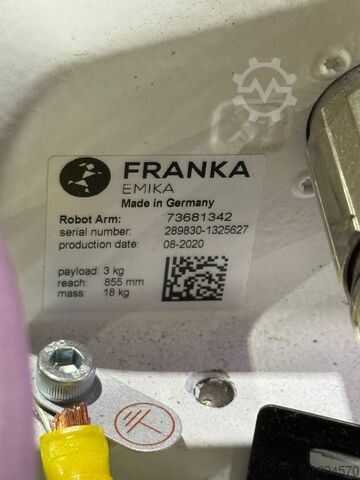 FRANKA
EMIKA
Made in Germany
Robot Arm: 73681342
serial number: 289830-1325627
production date: 08-2020
payload: 3 kg
reach: 855 mm
mass: 18 kg